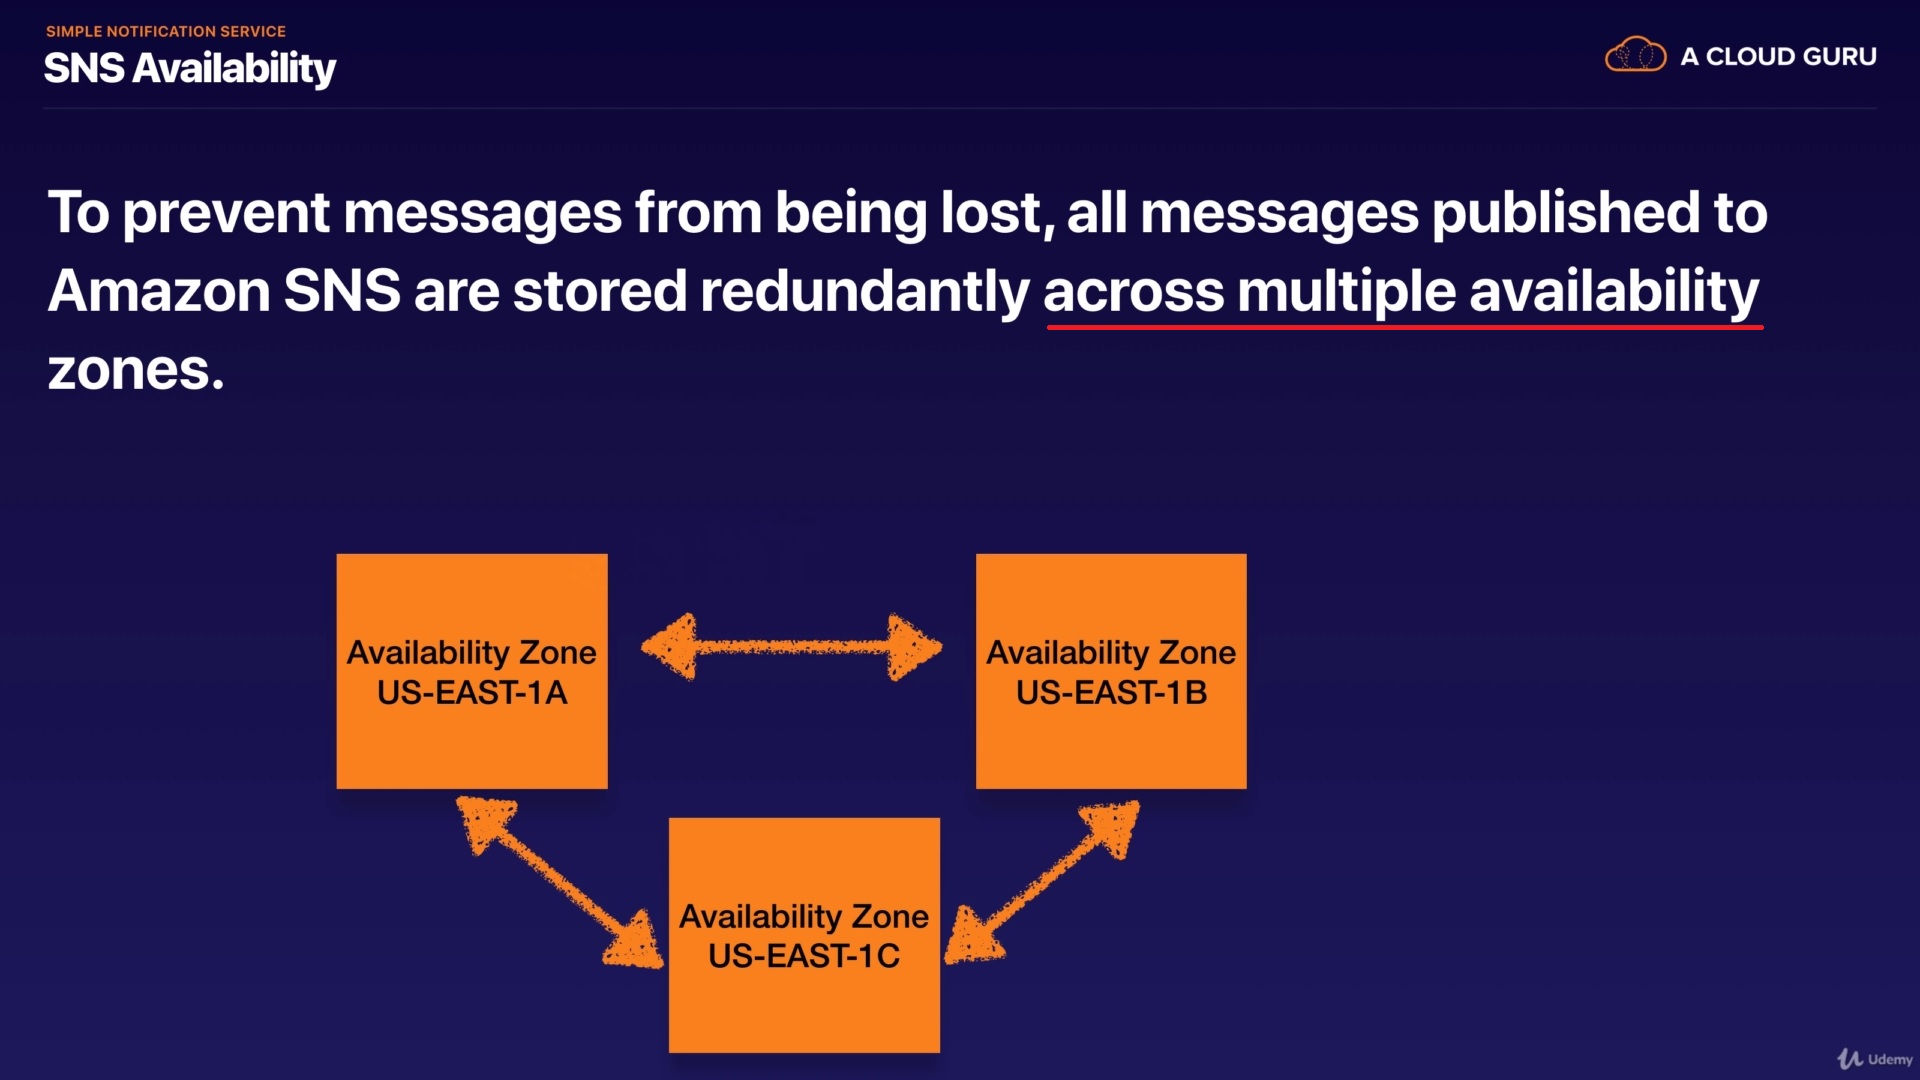 SIMPLE NOTIFICATION SERVICE
SNS Availability
A CLOUD GURU
To prevent messages from being lost, all messages published to
Amazon SNS are stored redundantly across multiple availability
zones.
Availability Zone
US-EAST-1A
Availability Zone
US-EAST-1B
Availability Zone
US-EAST-1C
Udemy